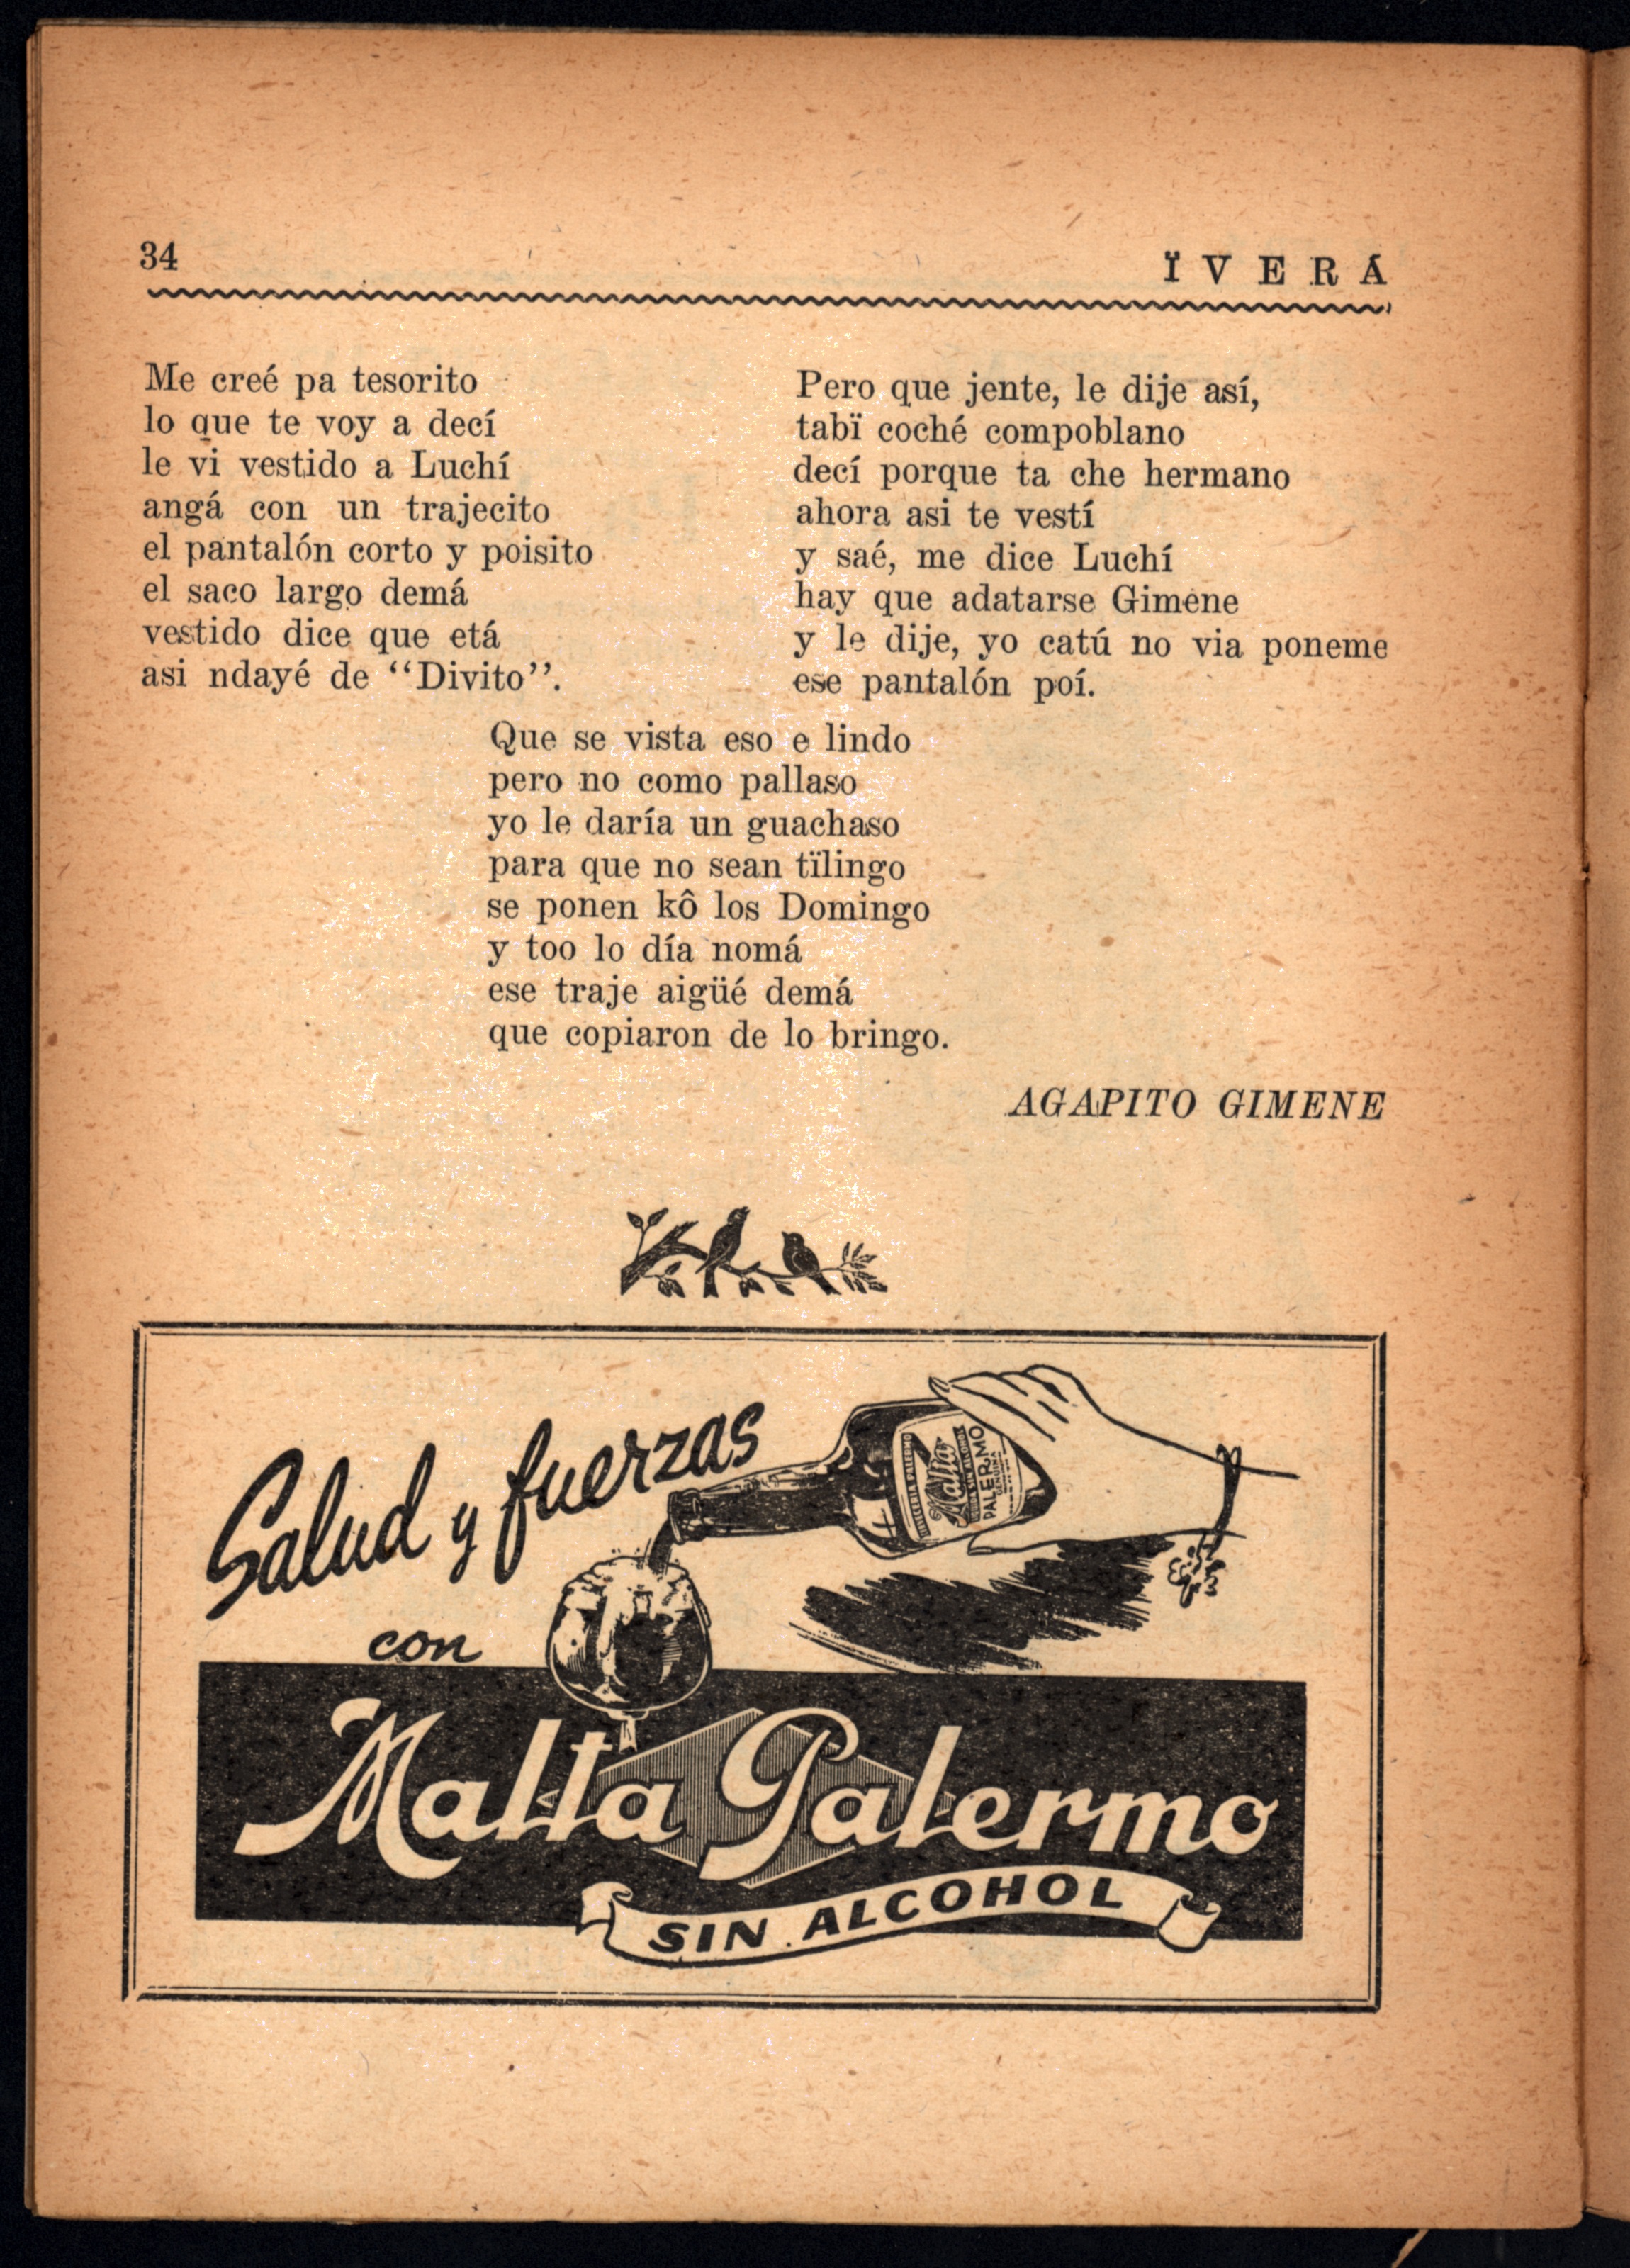 34
ÏVERÁ
Me creé pa tesorito
lo que te voy a decí
le vi vestido a Luchí
angá con un trajecito
el pantalón corto y poisito
el saco largo demá
vestido dice que etá
asi ndayé de “Divito”.
Pero que jente, le dije así,
tabï coché compoblano
decí porque ta che hermano
ahora asi te vestí
y saé, me dice Luchí
hay que adatarse Gimene
y le dije, yo catú no via poneme
ese pantalón poí.
Que se vista eso e lindo
pero no como pallaso
yo le daría un guachaso
para que no sean tïlingo
se ponen kô los Domingo
y too lo día nomá
ese traje aigüé demá
que copiaron de lo bringo.
AGAPITO GIMENE
Salud y fuerzas
con
Malta
PALERMO
Malta Palermo
SIN ALCOHOL